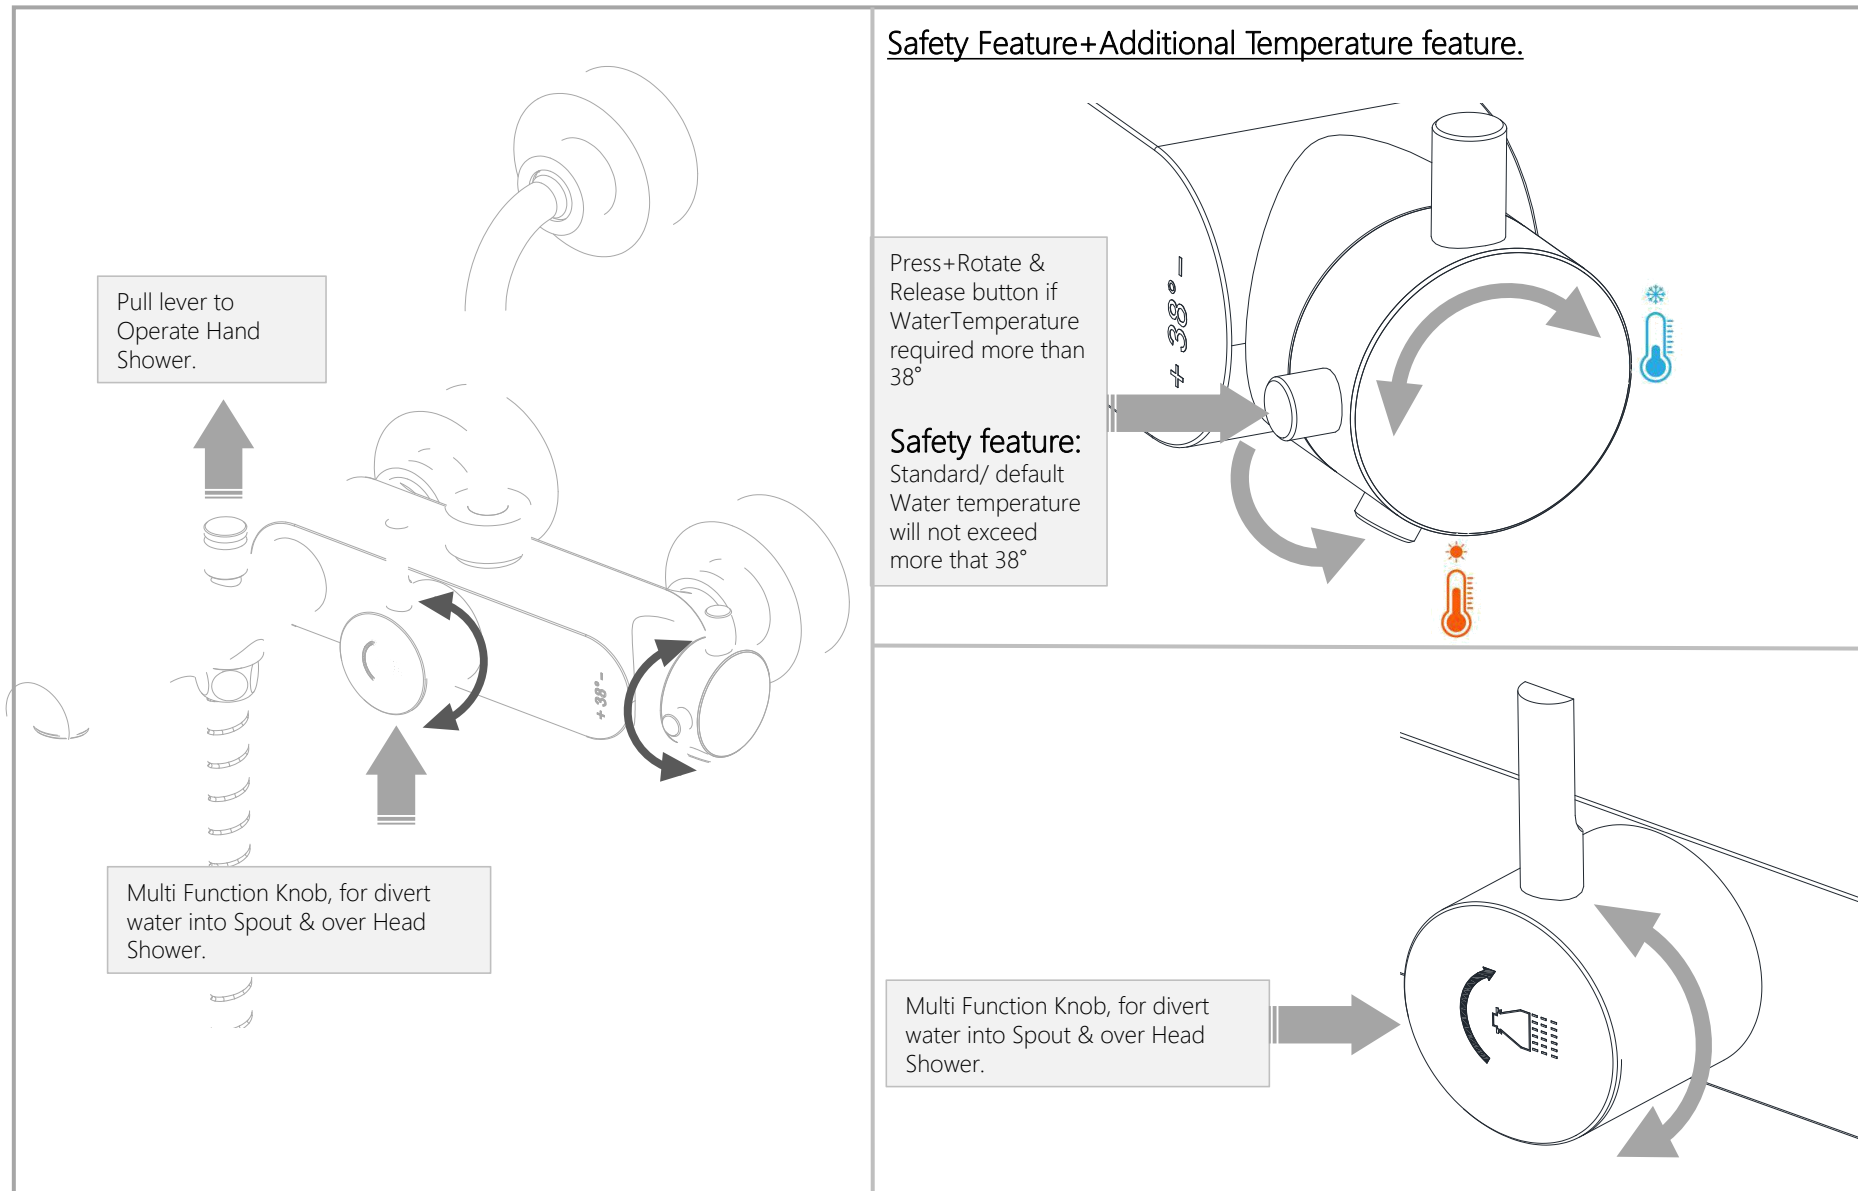 Pull lever to
Operate Hand
Shower.
+ 38° -
Multi Function Knob, for divert
water into Spout & over Head
Shower.
Safety Feature+Additional Temperature feature.
Press+Rotate &
Release button if
WaterTemperature
required more than
38°
Safety feature:
Standard/ default
Water temperature
will not exceed
more that 38°
+ 38° -
Multi Function Knob, for divert
water into Spout & over Head
Shower.